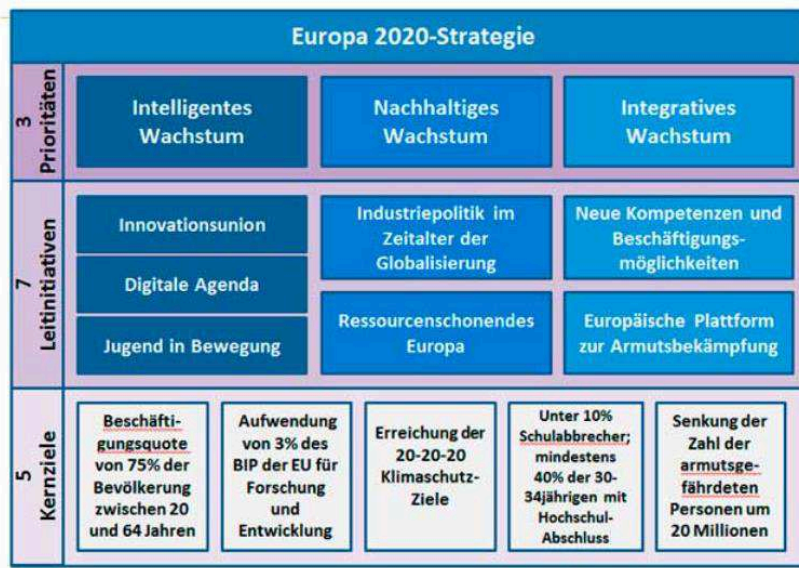 Europa 2020-Strategie
3
Prioritäten
Intelligentes
Wachstum
Nachhaltiges
Wachstum
Integratives
Wachstum
7
Leitinitiativen
Innovationsunion
Digitale Agenda
Jugend in Bewegung
Industriepolitik im
Zeitalter der
Globalisierung
Ressourcenschonendes
Europa
Neue Kompetenzen und
Beschäftigungs-
möglichkeiten
Europäische Plattform
zur Armutsbekämpfung
5
Kernziele
Beschäfti-
gungsquote
von 75% der
Bevölkerung
zwischen 20
und 64 Jahren
Aufwendung
von 3% des
BIP der EU für
Forschung
und
Entwicklung
Erreichung der
20-20-20
Klimaschutz-
Ziele
Unter 10%
Schulabbrecher;
mindestens
40% der 30-
34jährigen mit
Hochschul-
Abschluss
Senkung der
Zahl der
armutsge-
fährdeten
Personen um
20 Millionen